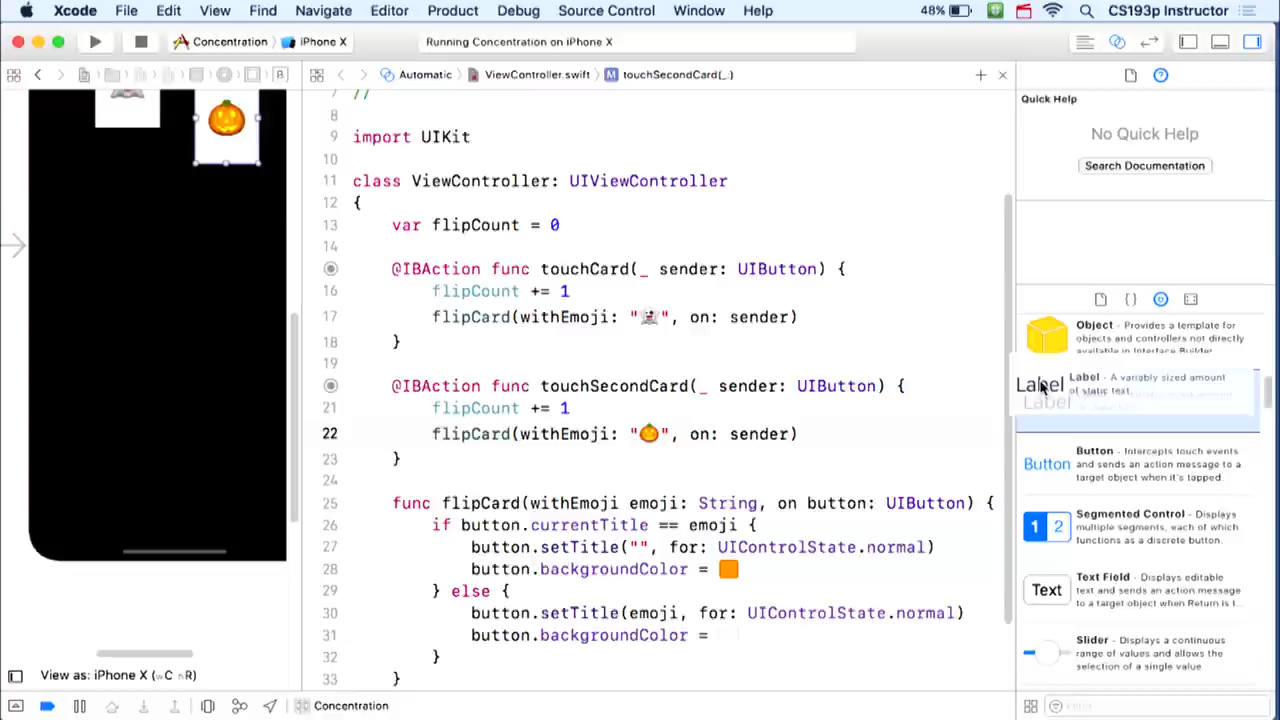 Xcode File Edit View Find Navigate Editor Product Debug Source Control Window Help 48% CS193p Instructor
Concentration iPhone X Running Concentration on iPhone X
Automatic ViewController.swift M touchSecondCard(_:)
B
Quick Help
No Quick Help
Search Documentation
7 //
8
9 import UIKit
10
11 class ViewController: UIViewController
12 {
13 var flipCount = 0
14
@IBAction func touchCard(_ sender: UIButton) {
16 flipCount += 1
17 flipCard(withEmoji: "👻", on: sender)
18 }
19
@IBAction func touchSecondCard(_ sender: UIButton) {
21 flipCount += 1
22 flipCard(withEmoji: "🎃", on: sender)
23 }
24
25 func flipCard(withEmoji emoji: String, on button: UIButton) {
26 if button.currentTitle == emoji {
27 button.setTitle("", for: UIControlState.normal)
28 button.backgroundColor =
29 } else {
30 button.setTitle(emoji, for: UIControlState.normal)
31 button.backgroundColor =
32 }
33 }
Object - Provides a template for
objects and controllers not directly
available in Interface Builder.
Label
Label - A variably sized amount
of static text.
Label
Button
Button - Intercepts touch events
and sends an action message to a
target object when it's tapped.
1 2
Segmented Control - Displays
multiple segments, each of which
functions as a discrete button.
Text
Text Field - Displays editable
text and sends an action message
to a target object when Return is t...
Slider - Displays a continuous
range of values and allows the
selection of a single value
View as: iPhone X (wC hR)
Concentration
Filter